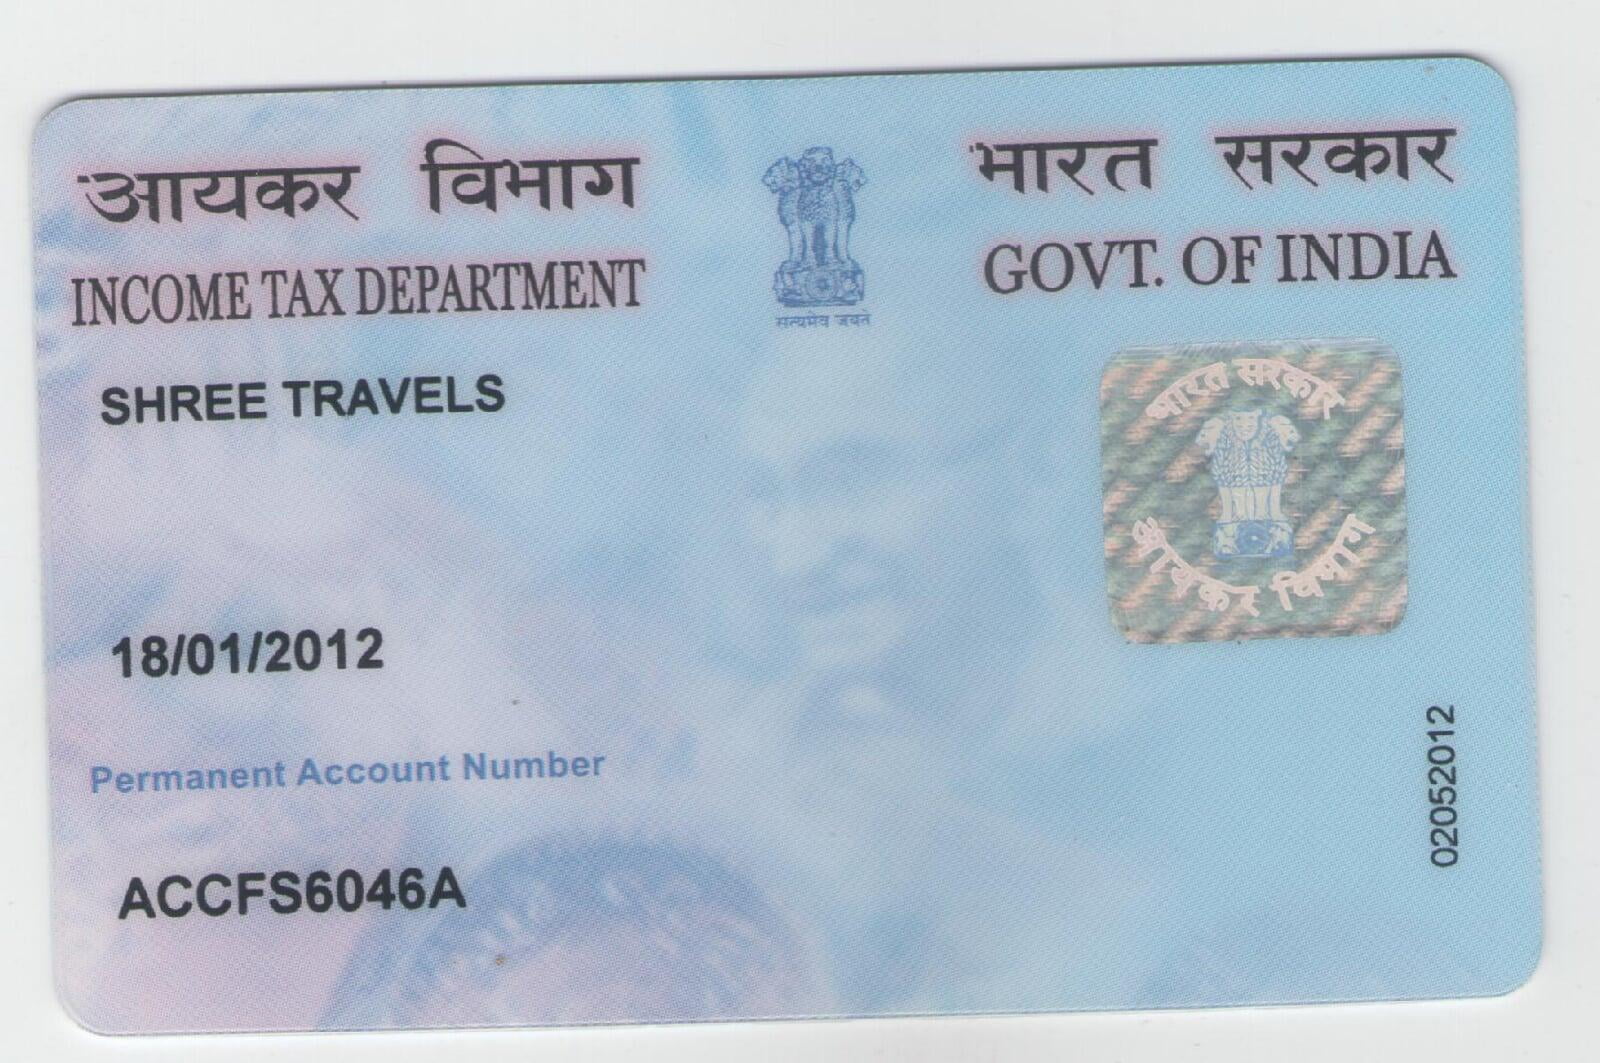 आयकर विभाग
INCOME TAX DEPARTMENT
सत्यमेव जयते
भारत सरकार
GOVT. OF INDIA
SHREE TRAVELS
भारत सरकार
आयकर विभाग
18/01/2012
Permanent Account Number
ACCFS6046A
02052012